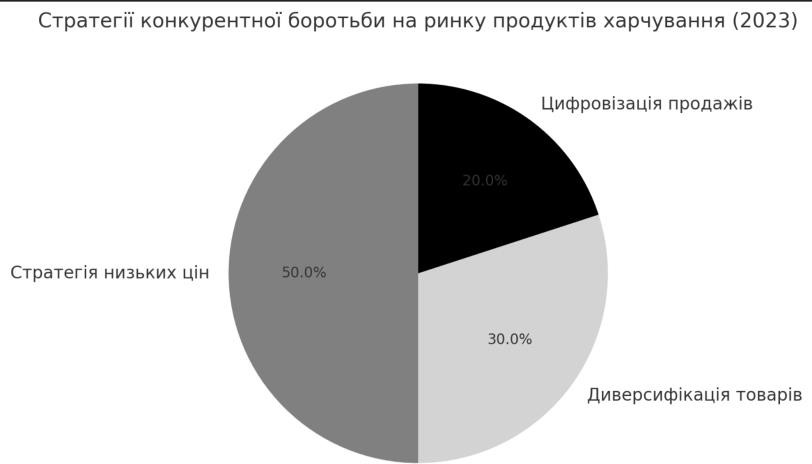 Стратегії конкурентної боротьби на ринку продуктів харчування (2023)
Цифровізація продажів
20.0%
Стратегія низьких цін
50.0%
30.0%
Диверсифікація товарів